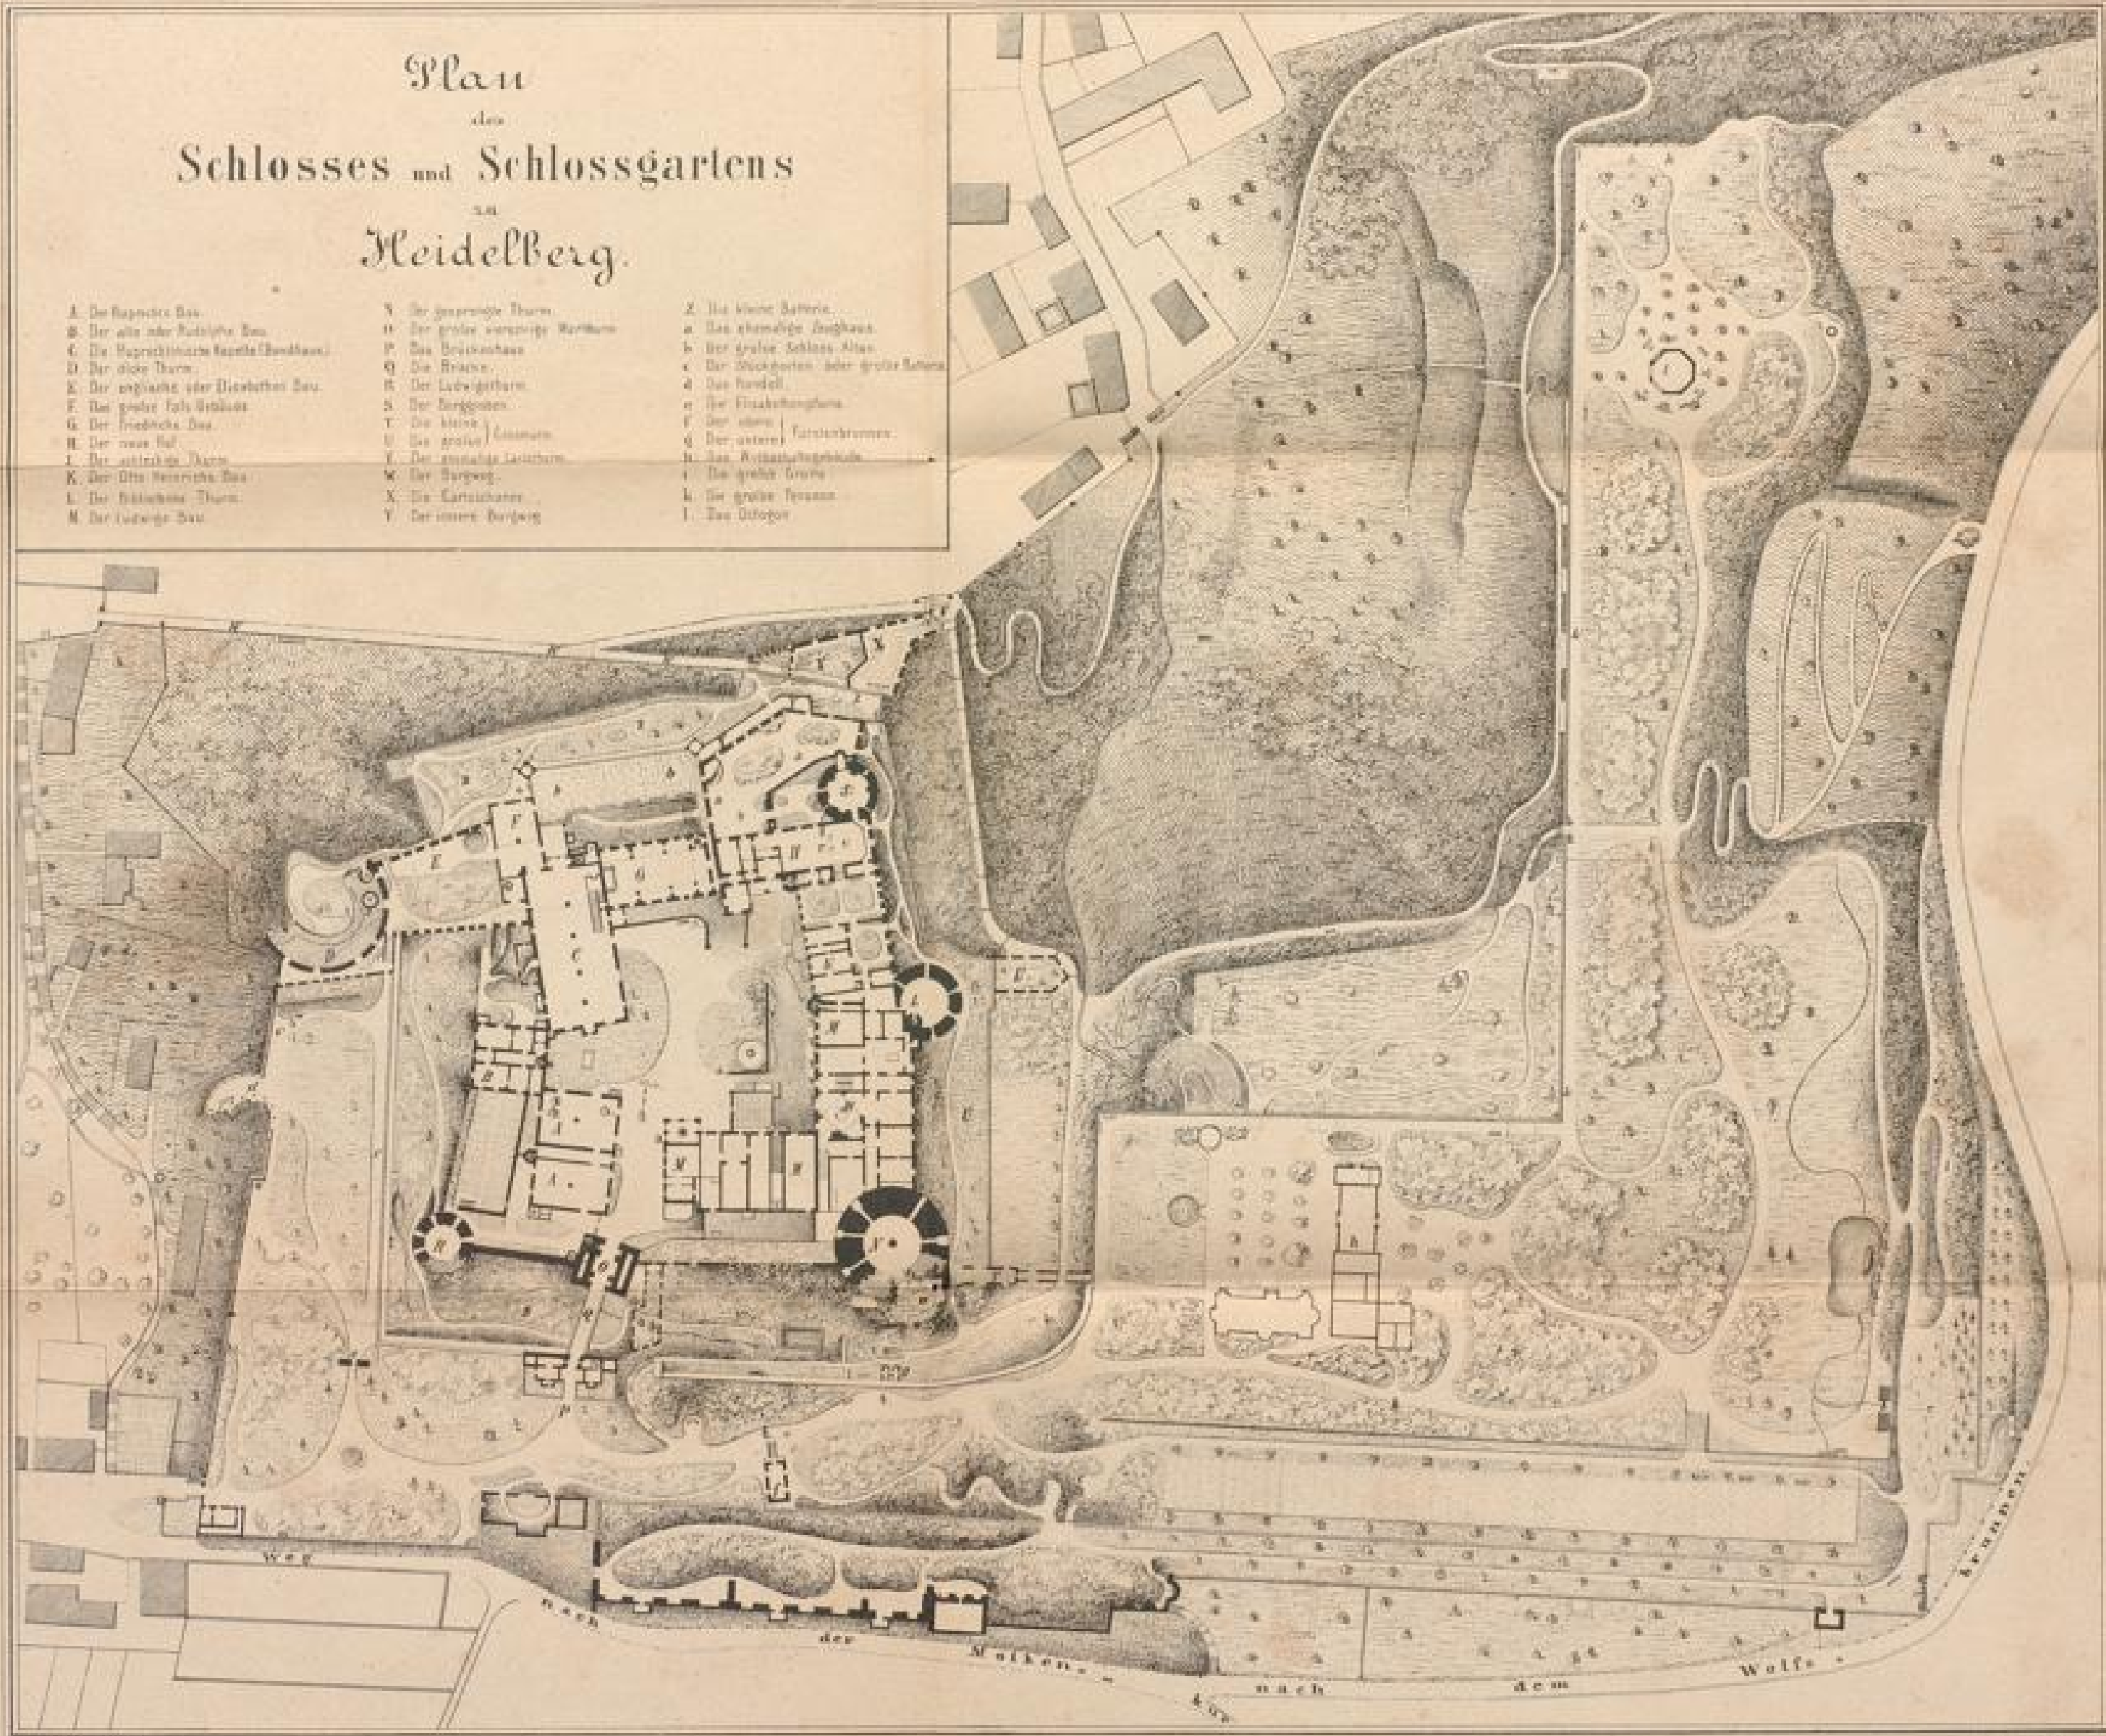 Plan
des
Schlosses und Schlossgartens
zu
Heidelberg.
A. Der Ruprechts Bau.
B. Der alte oder Rudolphs Bau.
C. Die Ruprechtinische Kapelle (Bandhaus)
D. Der dicke Thurm.
E. Der englische oder Elisabethen Bau.
F. Das große Faß Gebäude
G. Der Friedrichs Bau.
H. Der neue Hof.
I. Der achteckige Thurm
K. Der Otto Heinrichs Bau
L. Der Bibliotheks Thurm.
M. Der Ludwigs Bau.
N. Der gesprengte Thurm.
O. Der große viereckige Wartthurm
P. Das Brückenhaus
Q. Die Brücke.
R. Der Ludwigsthurm.
S. Der Burggraben.
T. Die kleine
U. Die große
V. Der ehemalige
W. Der Burgweg.
X. Die Kartschanze
Y. Der innere Burgweg
Z. Die kleine Batterie.
a. Das ehemalige Zeughaus.
b. Der große Schloss Altan.
c. Der Stückgarten oder große Batterie
d. Das Rondell.
e. Die Elisabethenpforte.
f. Der obere
g. Der untere } Fürstenbrunnen.
h. Das Wirthschaftsgebäude.
i. Die große Grotte
k. Die große Terasse.
l. Das Octogon
Weg
nach
der
Molken-
kur
nach dem Wolfs-
brunnen.